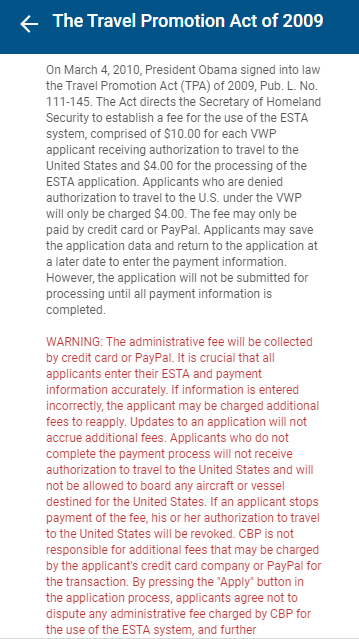 The Travel Promotion Act of 2009
On March 4, 2010, President Obama signed into law
the Travel Promotion Act (TPA) of 2009, Pub. L. No.
111-145. The Act directs the Secretary of Homeland
Security to establish a fee for the use of the ESTA
system, comprised of $10.00 for each VWP
applicant receiving authorization to travel to the
United States and $4.00 for the processing of the
ESTA application. Applicants who are denied
authorization to travel to the U.S. under the VWP
will only be charged $4.00. The fee may only be
paid by credit card or PayPal. Applicants may save
the application data and return to the application at
a later date to enter the payment information.
However, the application will not be submitted for
processing until all payment information is
completed.
WARNING: The administrative fee will be collected
by credit card or PayPal. It is crucial that all
applicants enter their ESTA and payment
information accurately. If information is entered
incorrectly, the applicant may be charged additional
fees to reapply. Updates to an application will not
accrue additional fees. Applicants who do not
complete the payment process will not receive
authorization to travel to the United States and will
not be allowed to board any aircraft or vessel
destined for the United States. If an applicant stops
payment of the fee, his or her authorization to travel
to the United States will be revoked. CBP is not
responsible for additional fees that may be charged
by the applicant's credit card company or PayPal for
the transaction. By pressing the "Apply" button in
the application process, applicants agree not to
dispute any administrative fee charged by CBP for
the use of the ESTA system, and further